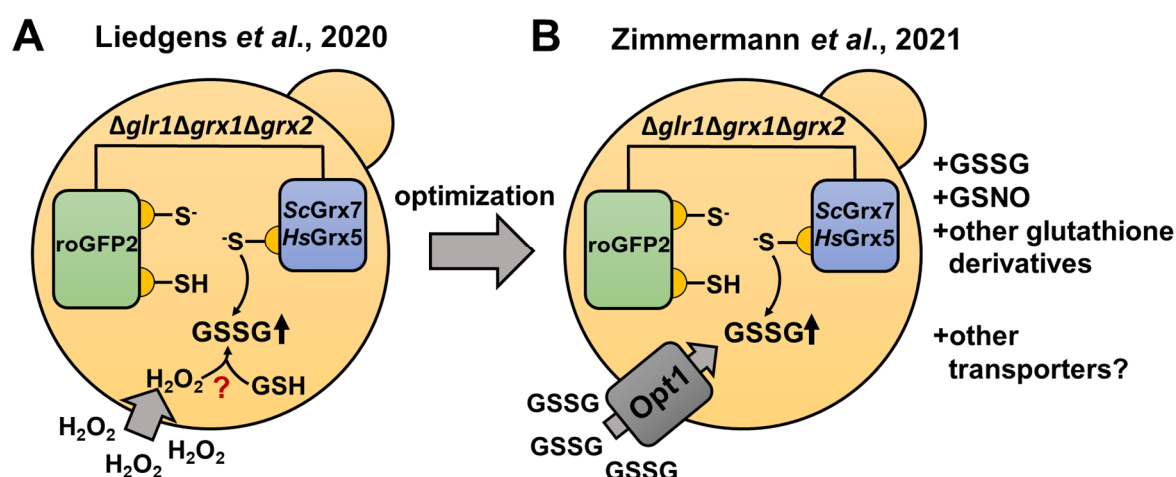 A
Liedgens et al., 2020
Δglr1Δgrx1Δgrx2
roGFP2
S-
SH
ScGrx7
HsGrx5
-S
GSSG
H2O2
?
GSH
H2O2
H2O2
H2O2
optimization
B
Zimmermann et al., 2021
Δglr1Δgrx1Δgrx2
roGFP2
S-
SH
ScGrx7
HsGrx5
-S
GSSG
Opt1
GSSG
GSSG
GSSG
+GSSG
+GSNO
+other glutathione
derivatives
+other
transporters?